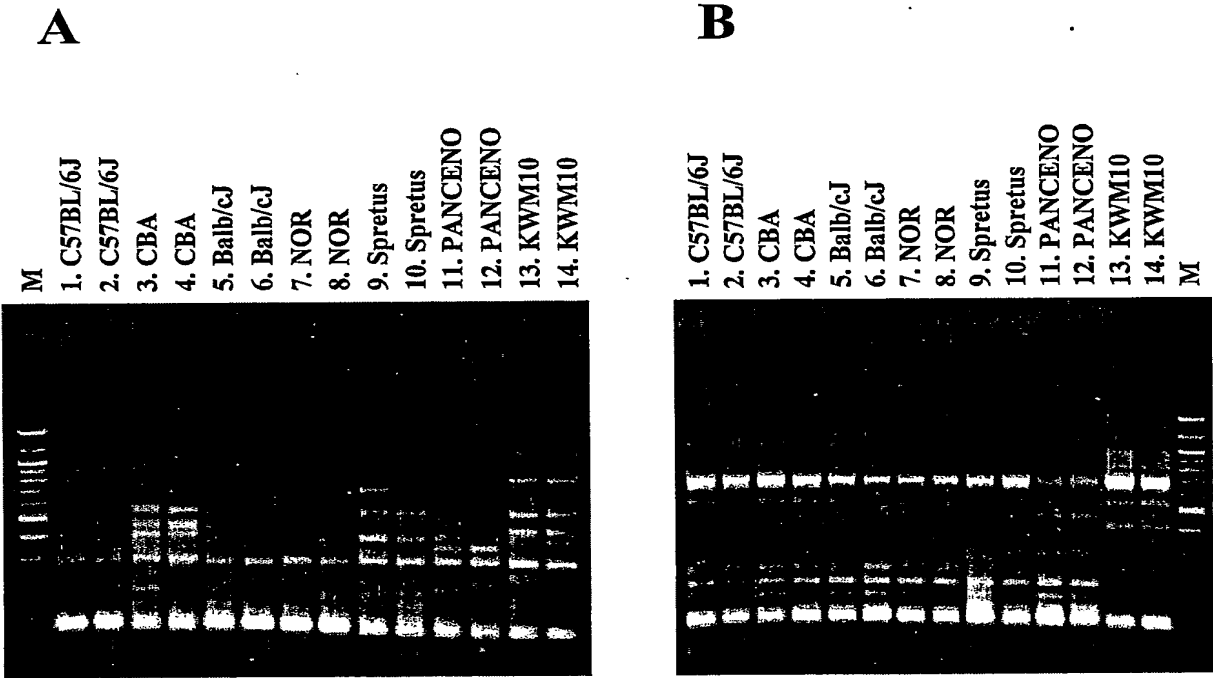 A
M
1. C57BL/6J
2. C57BL/6J
3. CBA
4. CBA
5. Balb/cJ
6. Balb/cJ
7. NOR
8. NOR
9. Spretus
10. Spretus
11. PANCENO
12. PANCENO
13. KWM10
14. KWM10
B
1. C57BL/6J
2. C57BL/6J
3. CBA
4. CBA
5. Balb/cJ
6. Balb/cJ
7. NOR
8. NOR
9. Spretus
10. Spretus
11. PANCENO
12. PANCENO
13. KWM10
14. KWM10
M